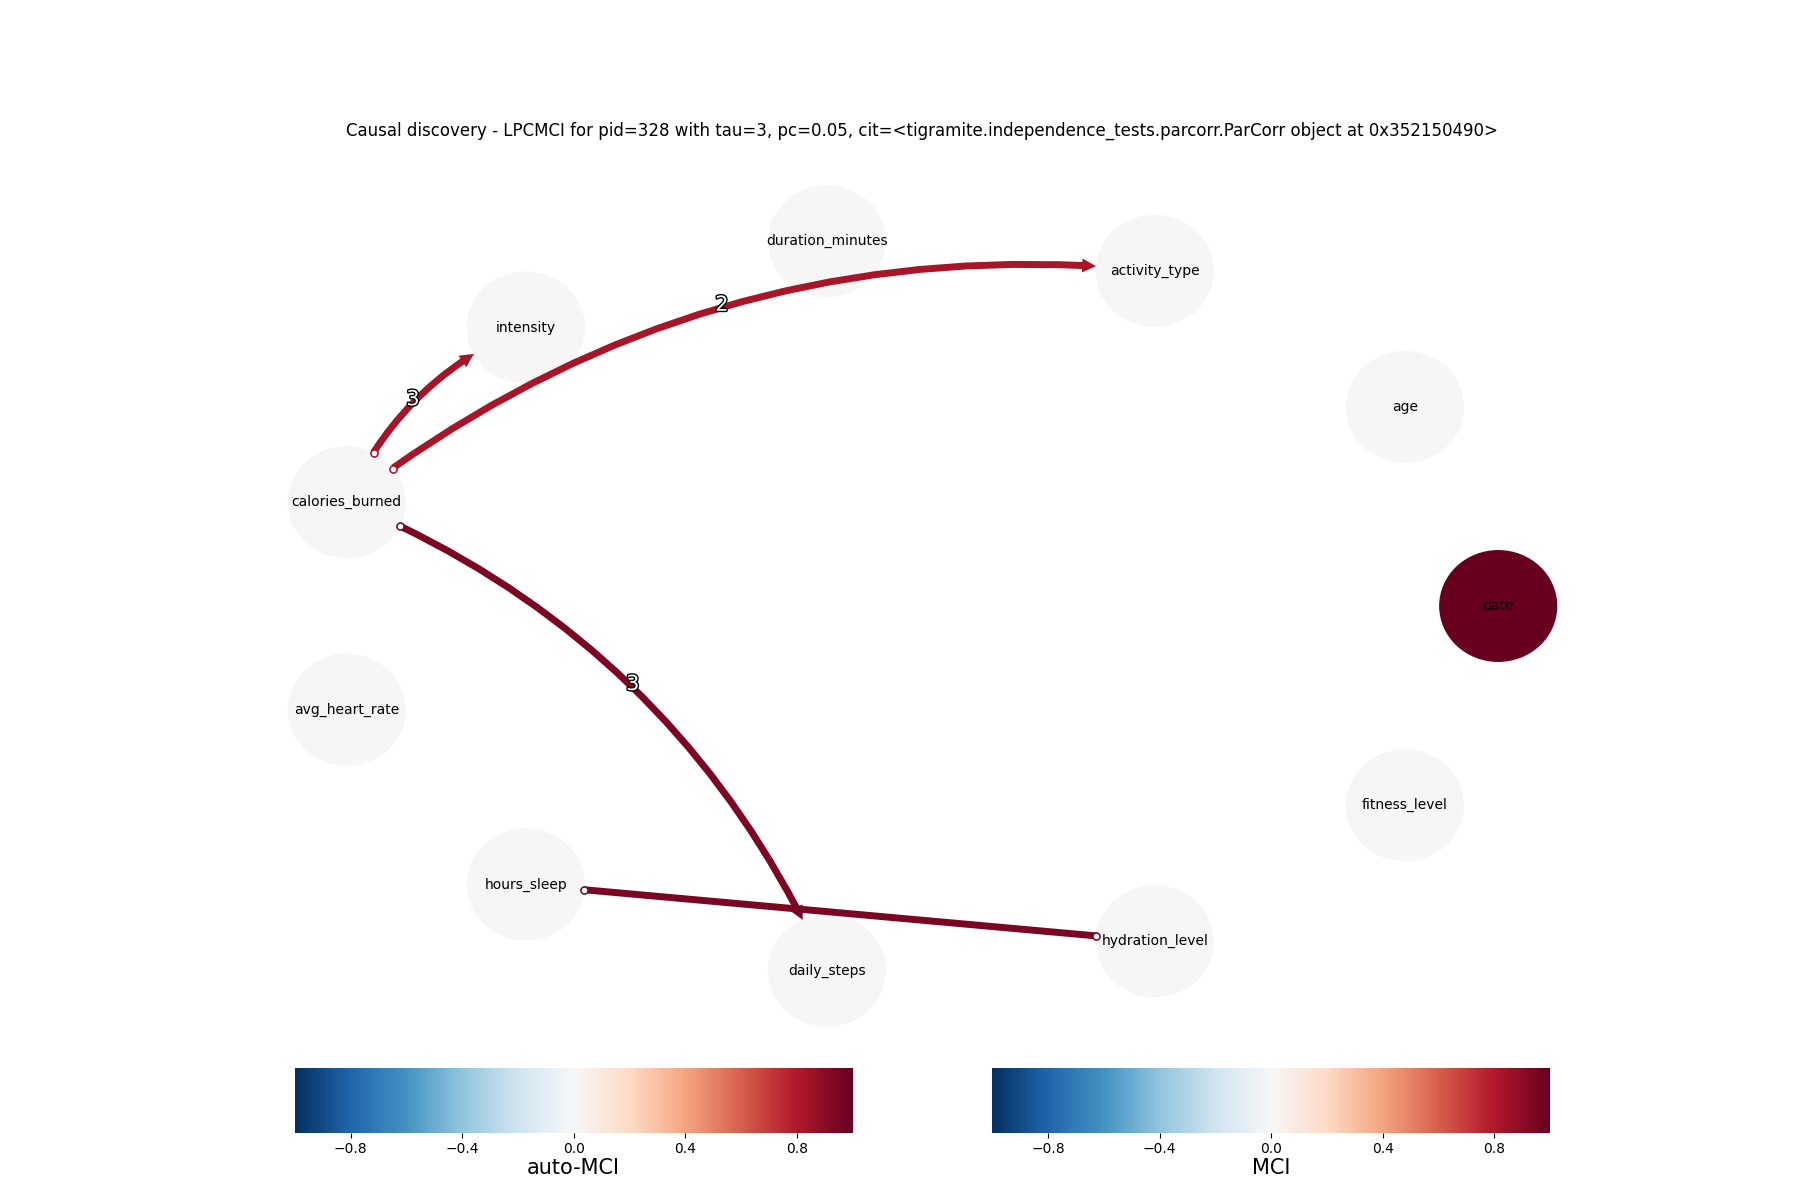 Causal discovery - LPCMCI for pid=328 with tau=3, pc=0.05, cit=<tigramite.independence_tests.parcorr.ParCorr object at 0x352150490>
duration_minutes
activity_type
2
intensity
3
age
calories_burned
date
3
avg_heart_rate
fitness_level
hours_sleep
hydration_level
daily_steps
−0.8 −0.4 0.0 0.4 0.8
auto-MCI
−0.8 −0.4 0.0 0.4 0.8
MCI